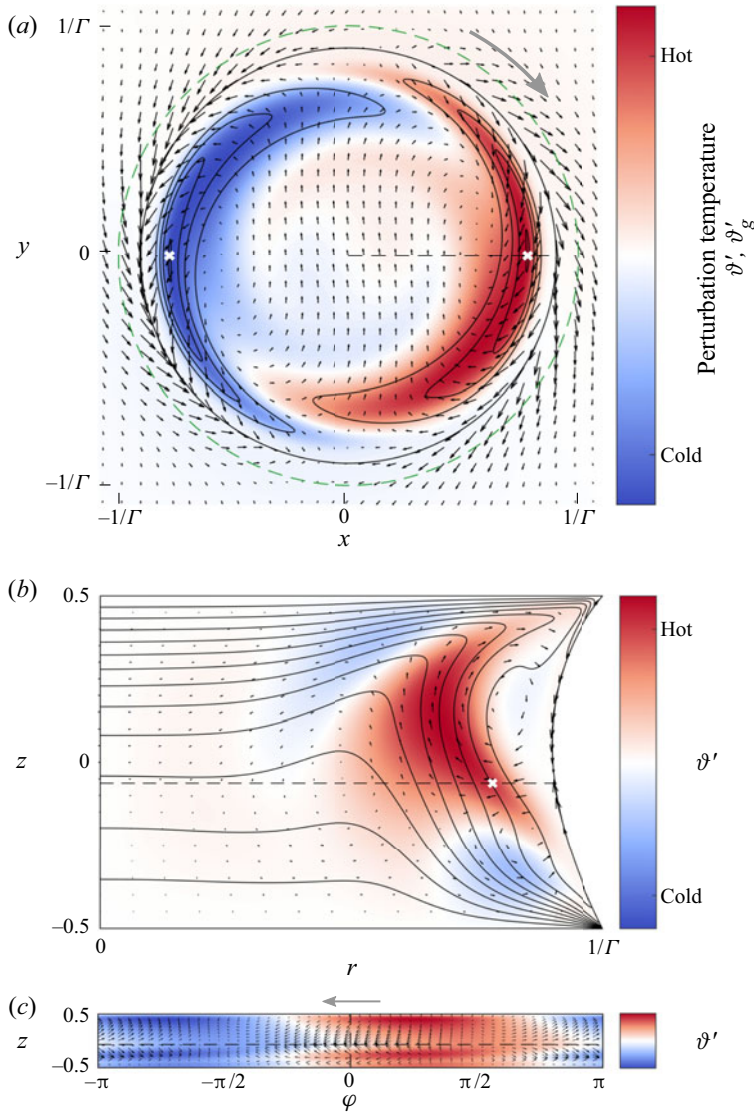 (a)
1/Γ
y
0
–1/Γ
–1/Γ
0
1/Γ
x
Hot
Cold
Perturbation temperature
ϑ′, ϑ′g
(b)
0.5
z
0
–0.5
0
r
1/Γ
Hot
ϑ′
Cold
(c)
0.5
z
–0.5
–π
–π/2
0
π/2
π
φ
ϑ′